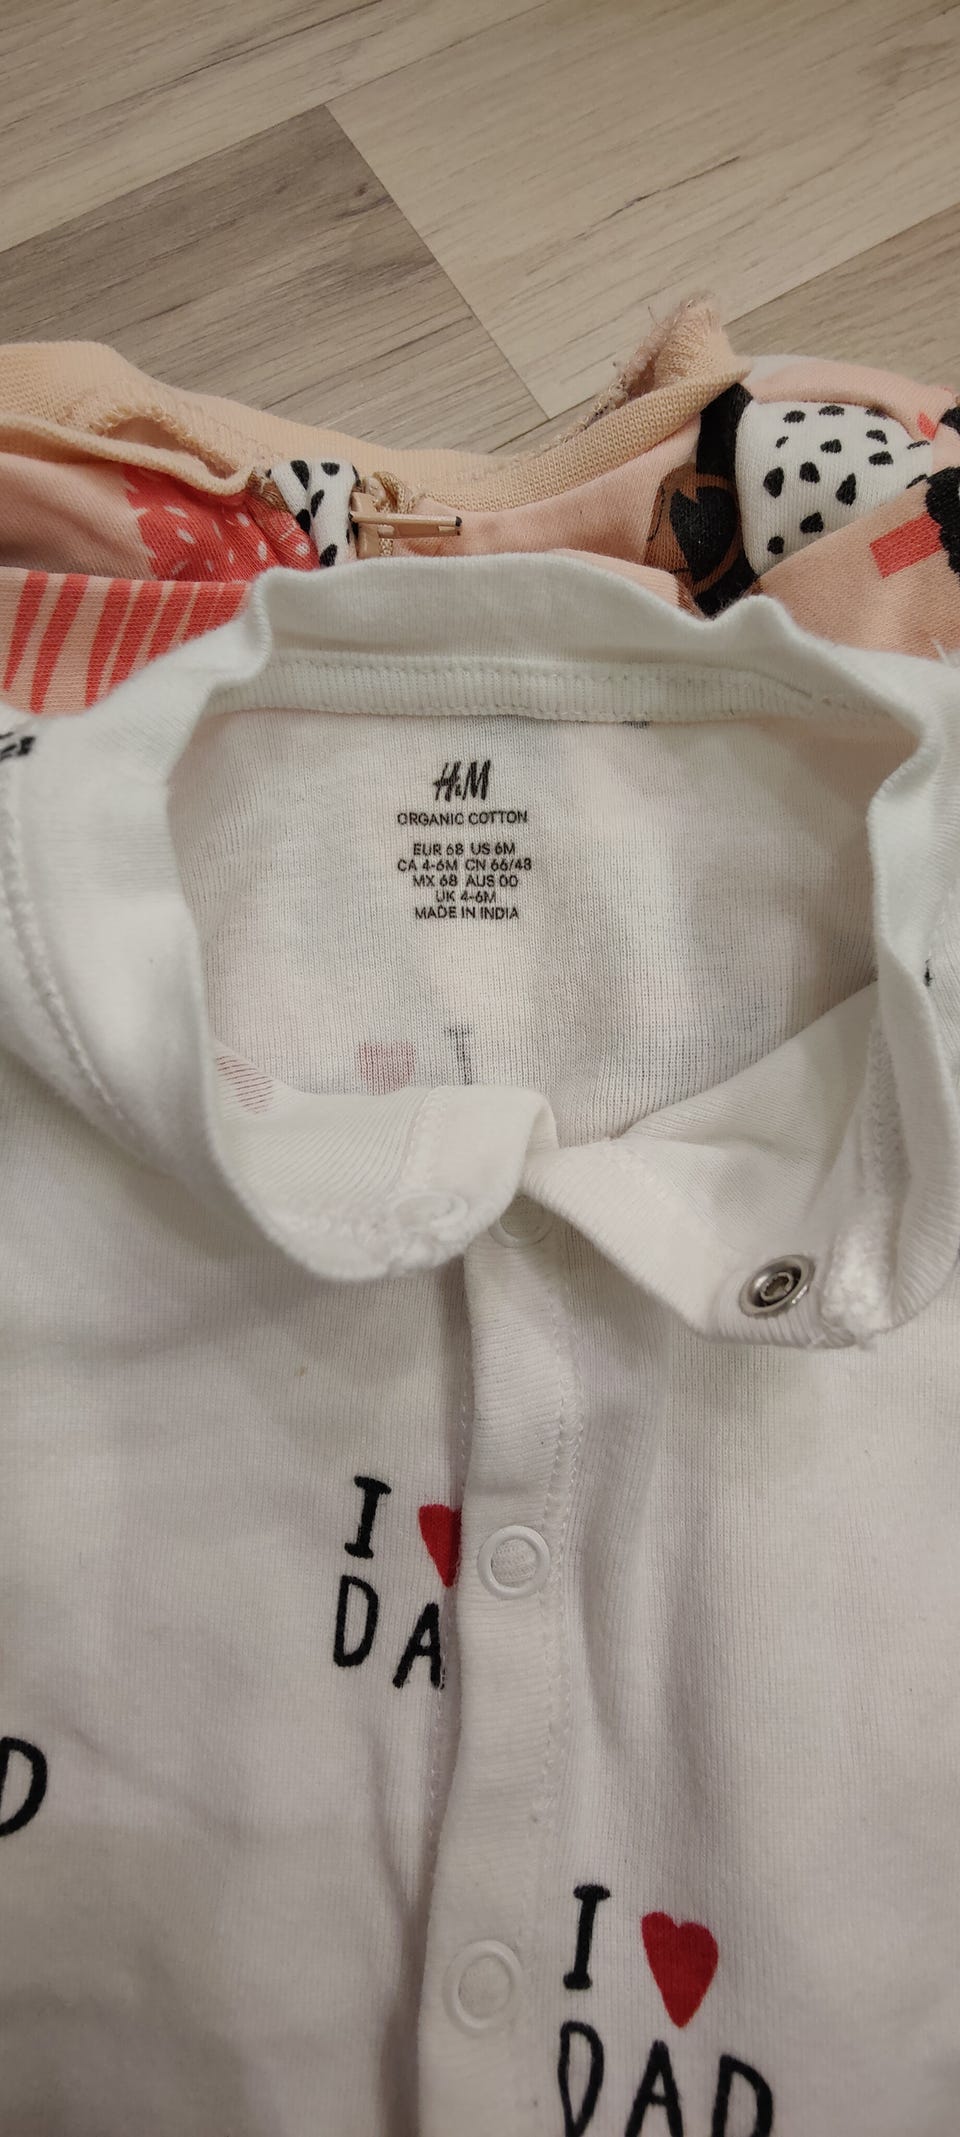 H&M
ORGANIC COTTON
EUR 68 US 6M
CA 4-6M CN 66/48
MX 68 AUS 00
UK 4-6M
MADE IN INDIA
I
I
DA
D
I
DAD